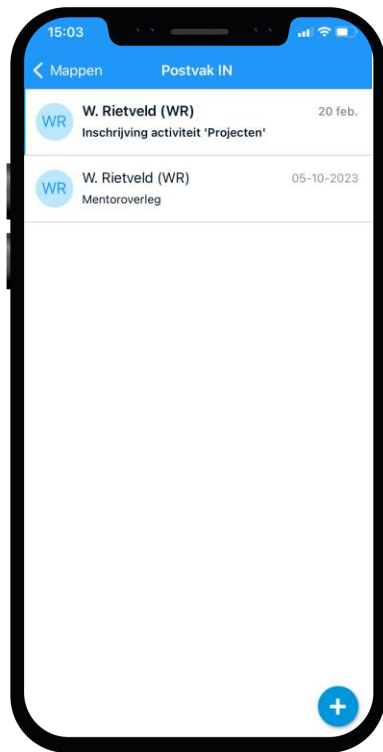 15:03
Mappen
Postvak IN
WR
W. Rietveld (WR)
20 feb.
Inschrijving activiteit 'Projecten'
WR
W. Rietveld (WR)
05-10-2023
Mentoroverleg